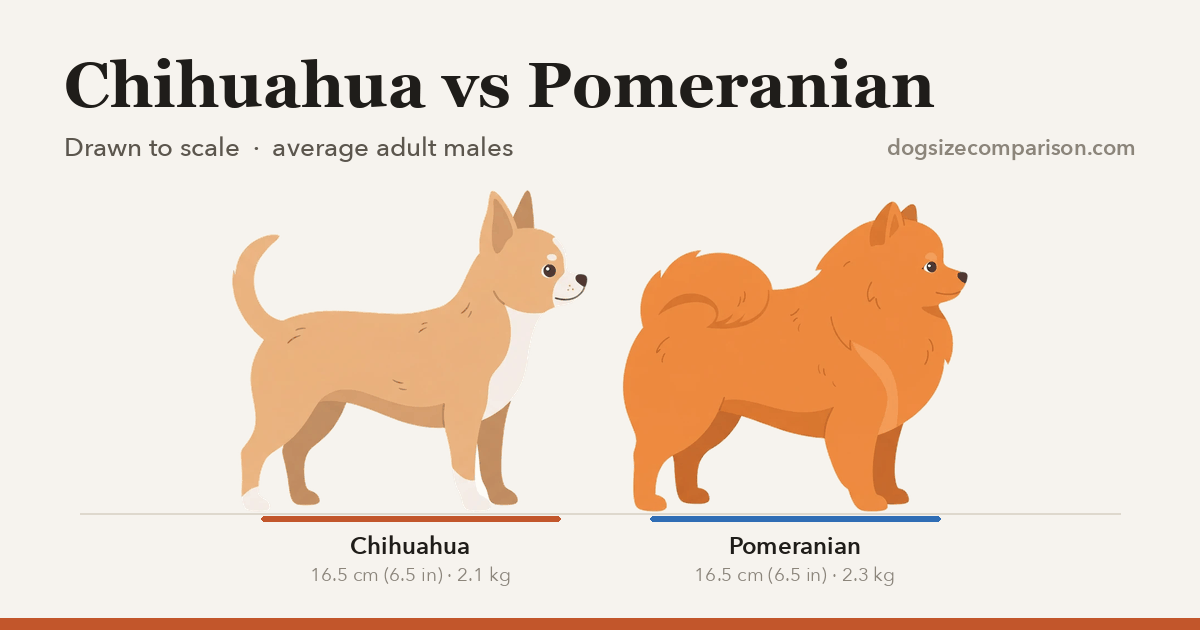 Chihuahua vs Pomeranian
Drawn to scale · average adult males
dogsizecomparison.com
Chihuahua
16.5 cm (6.5 in) · 2.1 kg
Pomeranian
16.5 cm (6.5 in) · 2.3 kg